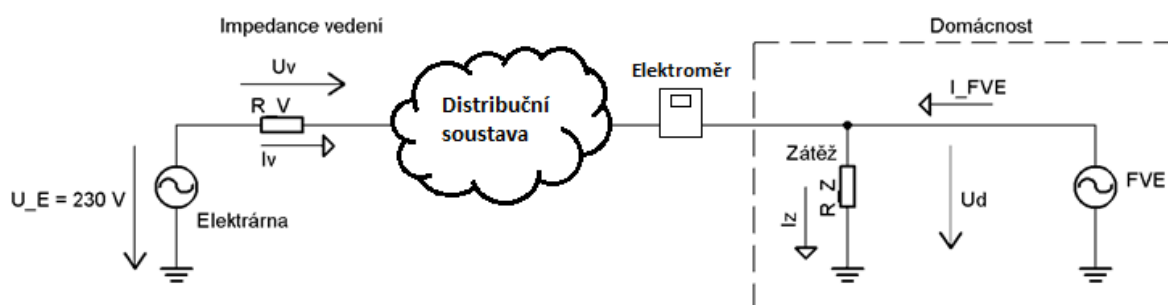 Impedance vedení
Domácnost
Uv
Elektroměr
I_FVE
R_V
Distribuční
soustava
Iv
Zátěž
U_E = 230 V
Elektrárna
Iz
R_Z
Ud
FVE